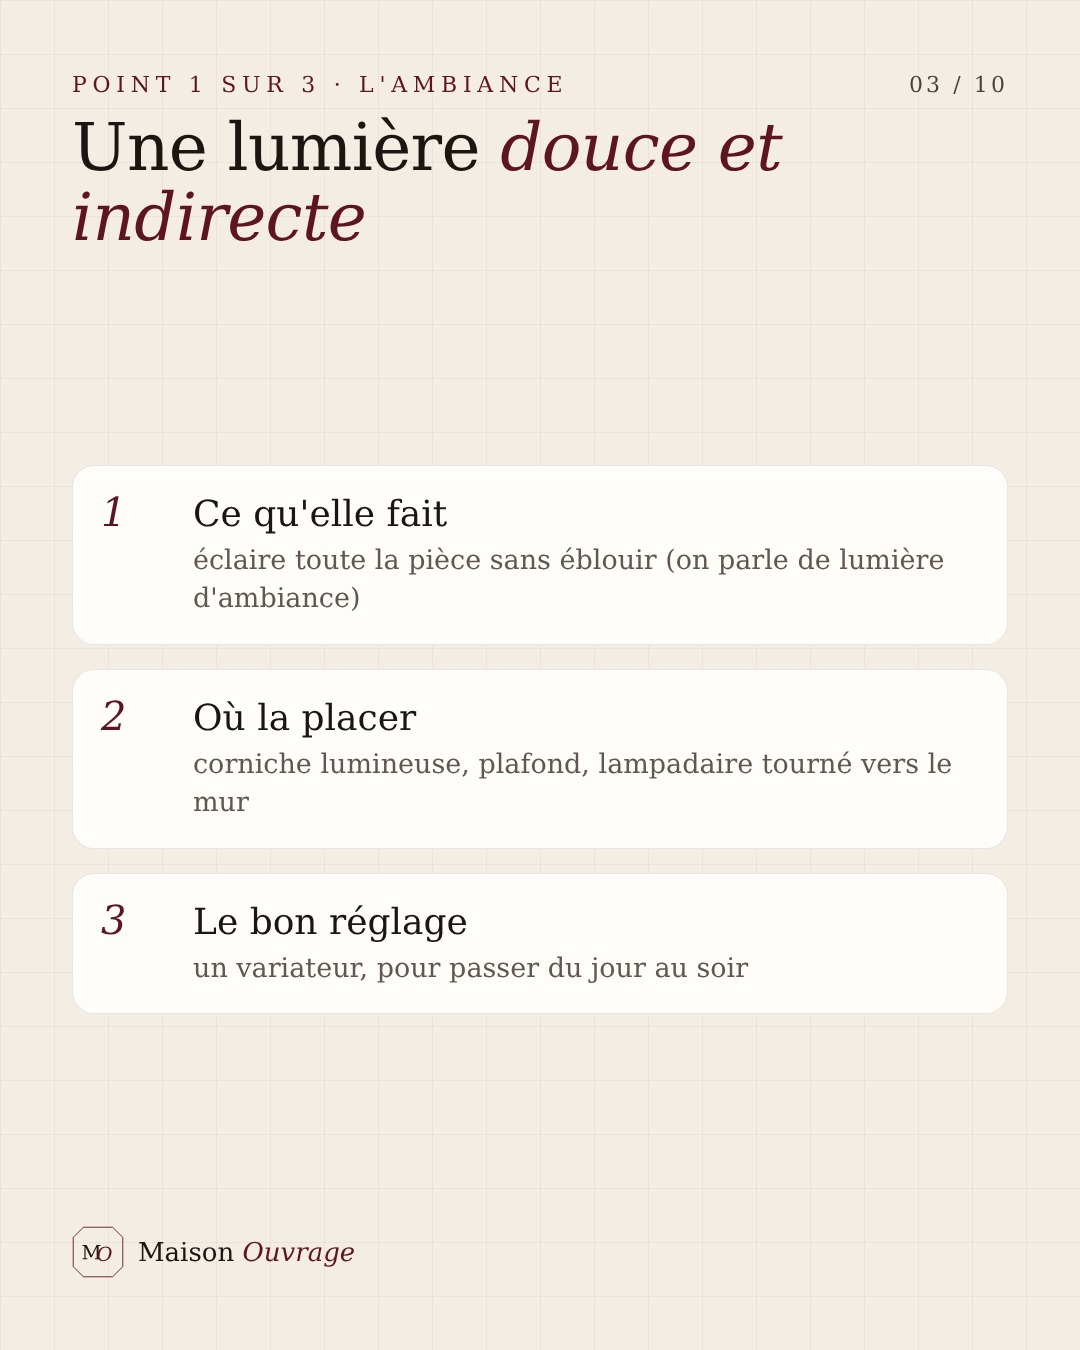 POINT 1 SUR 3 · L'AMBIANCE
03 / 10
Une lumière douce et
indirecte
1
Ce qu'elle fait
éclaire toute la pièce sans éblouir (on parle de lumière
d'ambiance)
2
Où la placer
corniche lumineuse, plafond, lampadaire tourné vers le
mur
3
Le bon réglage
un variateur, pour passer du jour au soir
MO
Maison Ouvrage